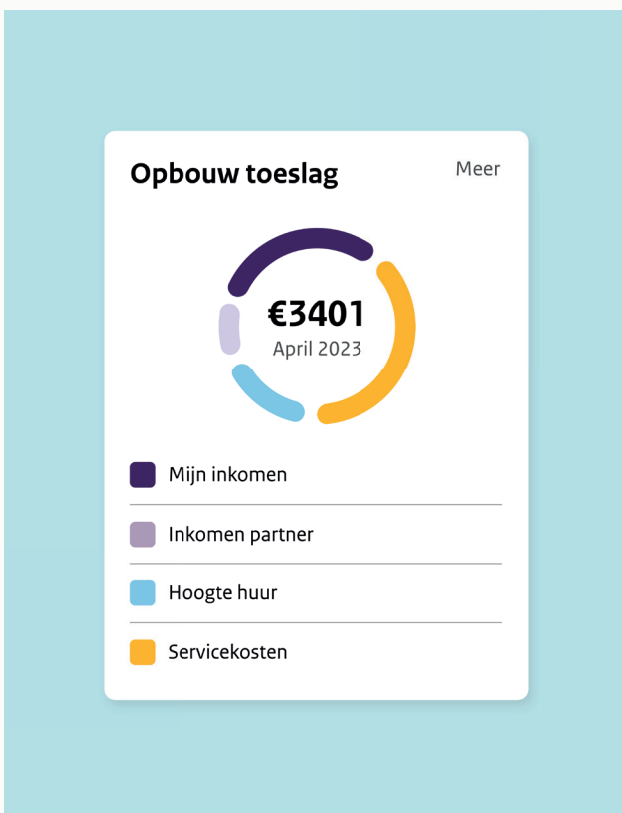 Opbouw toeslag
Meer
€3401
April 2023
Mijn inkomen
Inkomen partner
Hoogte huur
Servicekosten